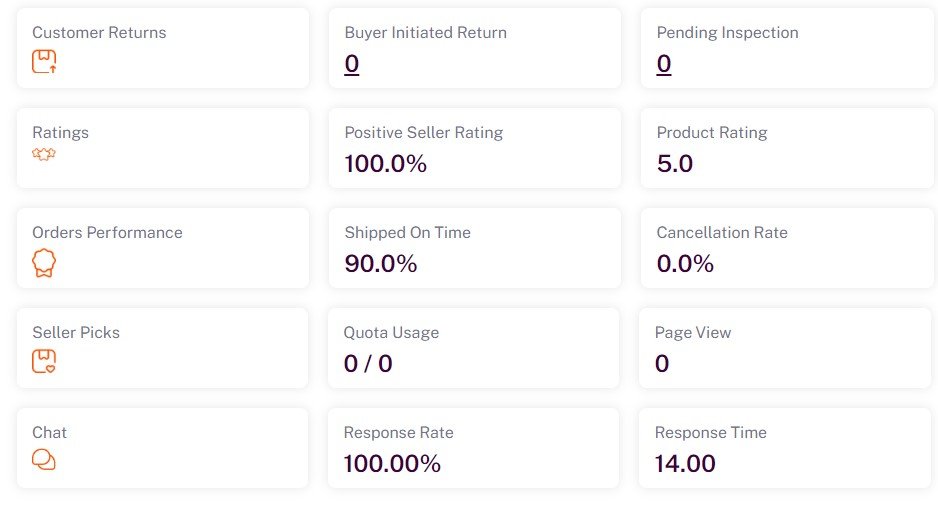 Customer Returns
Buyer Initiated Return
0
Pending Inspection
0
Ratings
Positive Seller Rating
100.0%
Product Rating
5.0
Orders Performance
Shipped On Time
90.0%
Cancellation Rate
0.0%
Seller Picks
Quota Usage
0 / 0
Page View
0
Chat
Response Rate
100.00%
Response Time
14.00